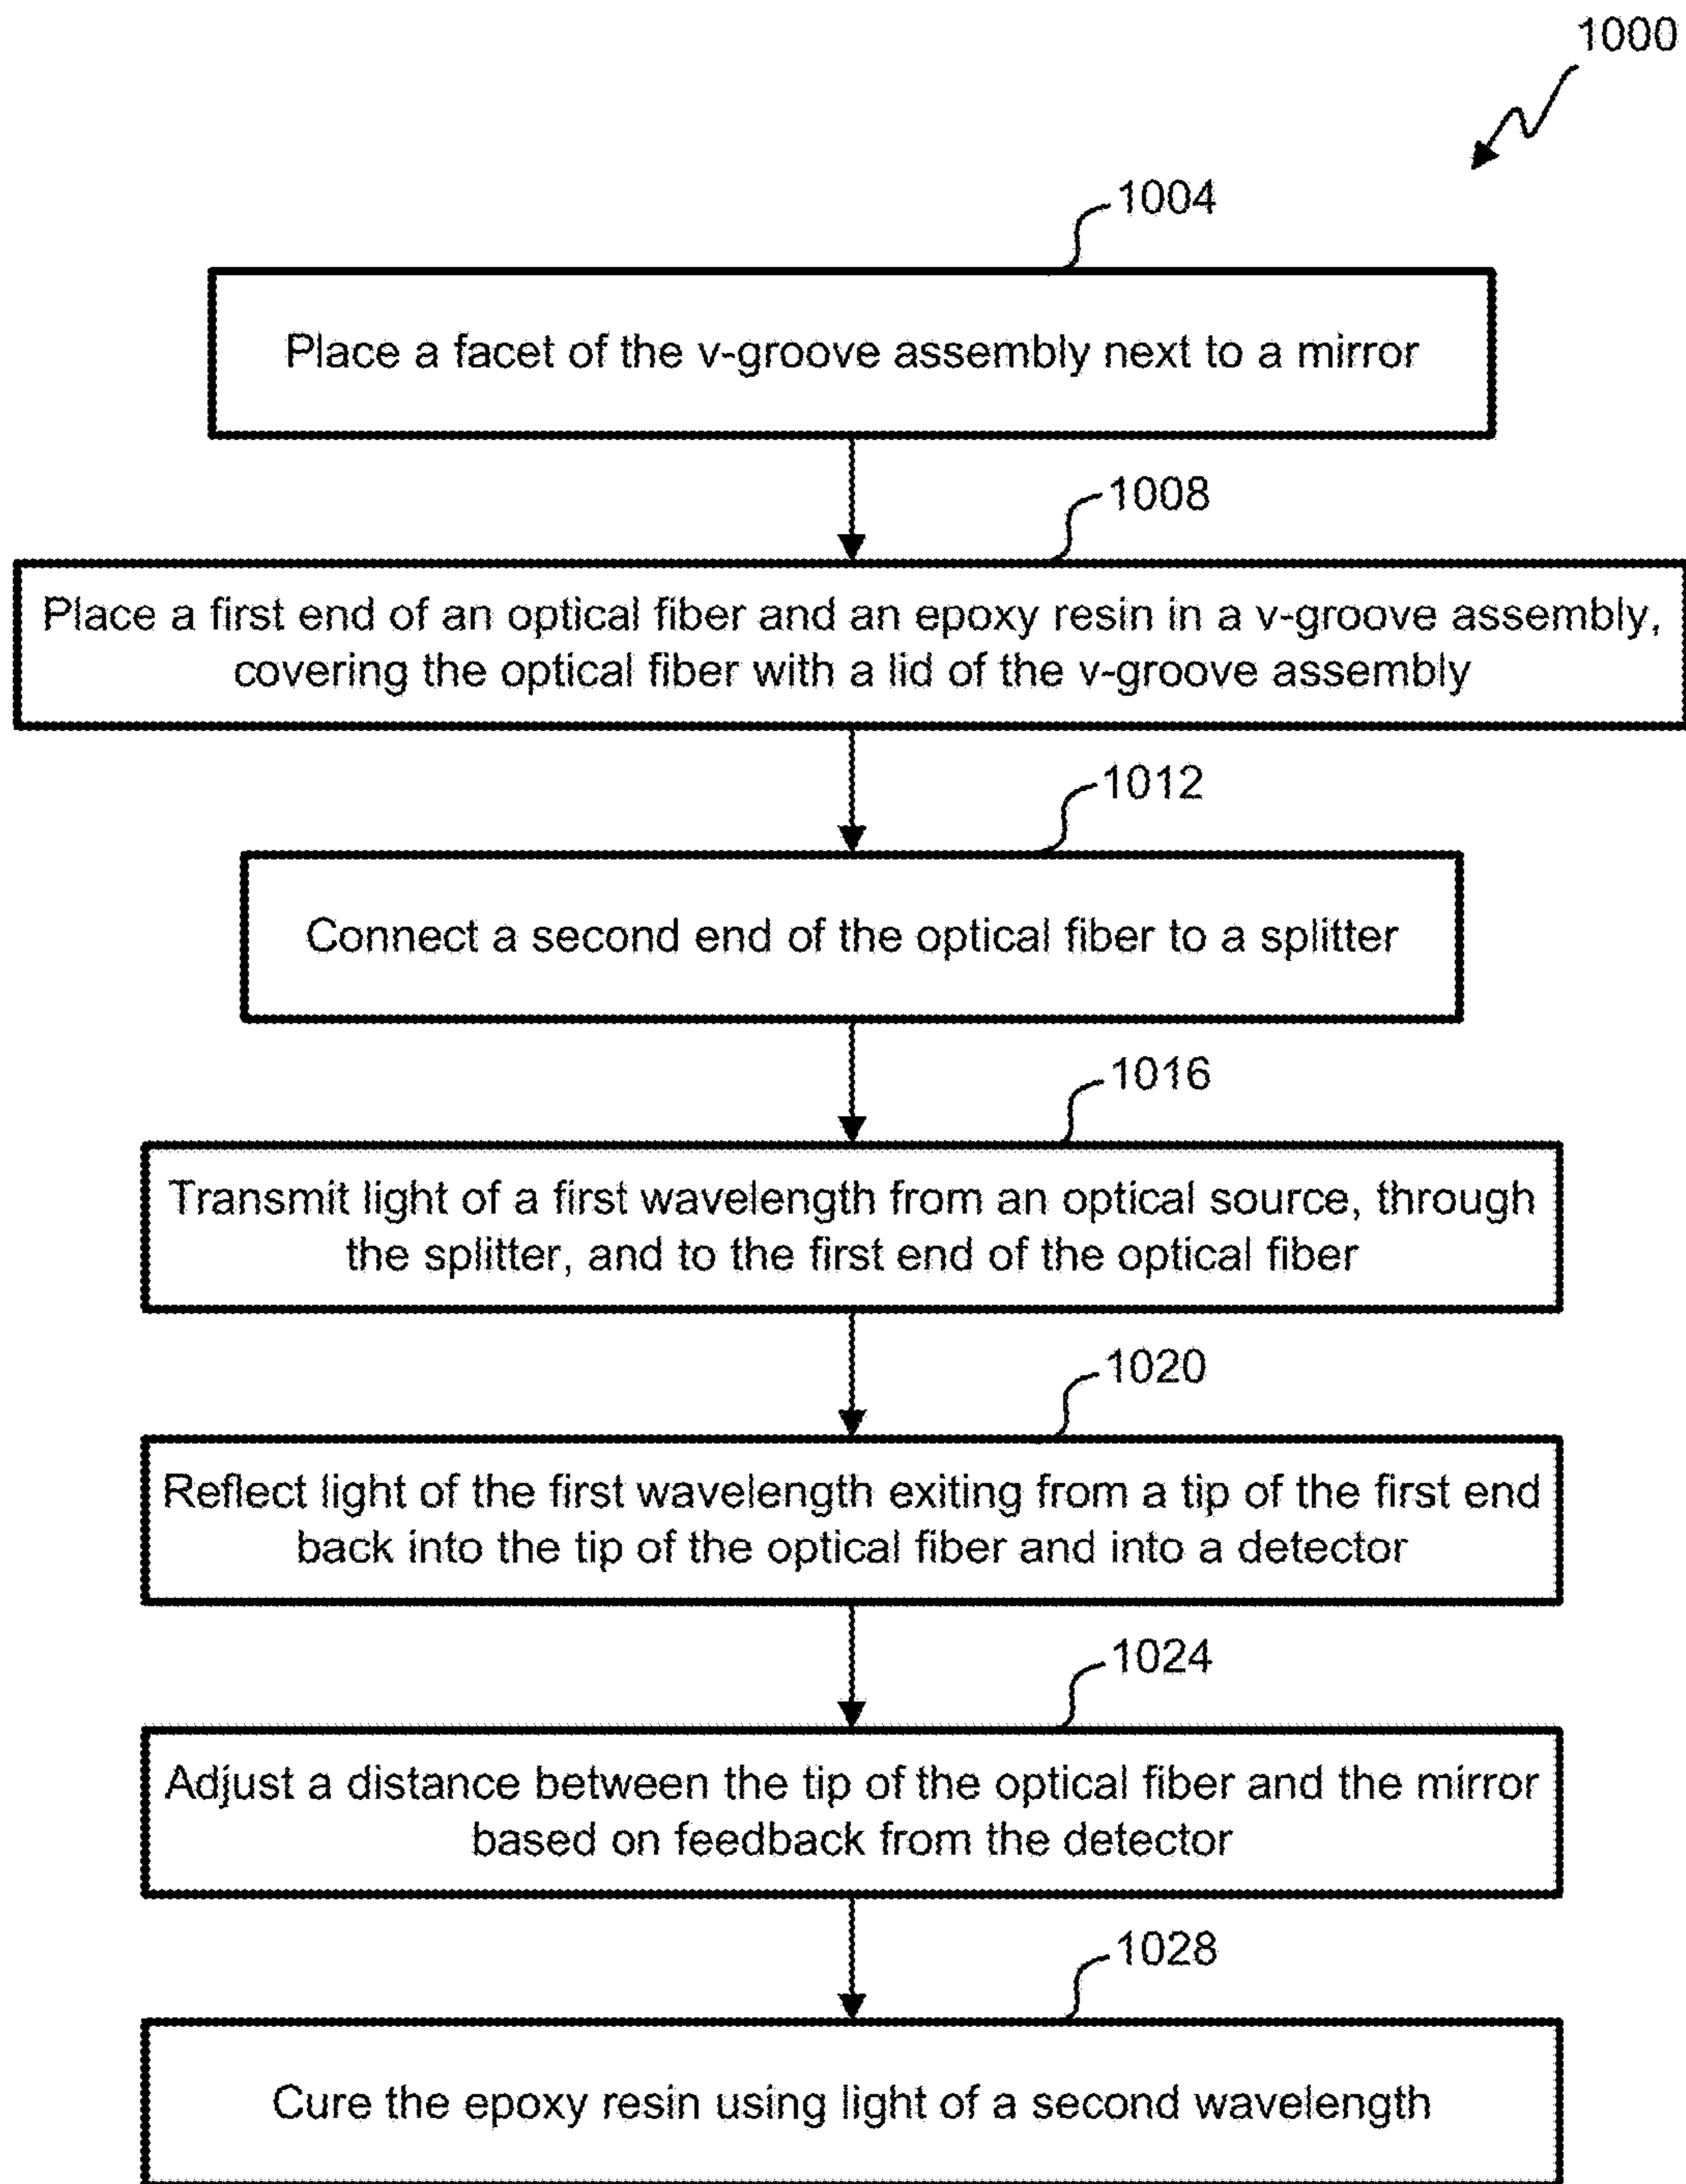 1000
1004
Place a facet of the v-groove assembly next to a mirror
1008
Place a first end of an optical fiber and an epoxy resin in a v-groove assembly,
covering the optical fiber with a lid of the v-groove assembly
1012
Connect a second end of the optical fiber to a splitter
1016
Transmit light of a first wavelength from an optical source, through
the splitter, and to the first end of the optical fiber
1020
Reflect light of the first wavelength exiting from a tip of the first end
back into the tip of the optical fiber and into a detector
1024
Adjust a distance between the tip of the optical fiber and the mirror
based on feedback from the detector
1028
Cure the epoxy resin using light of a second wavelength